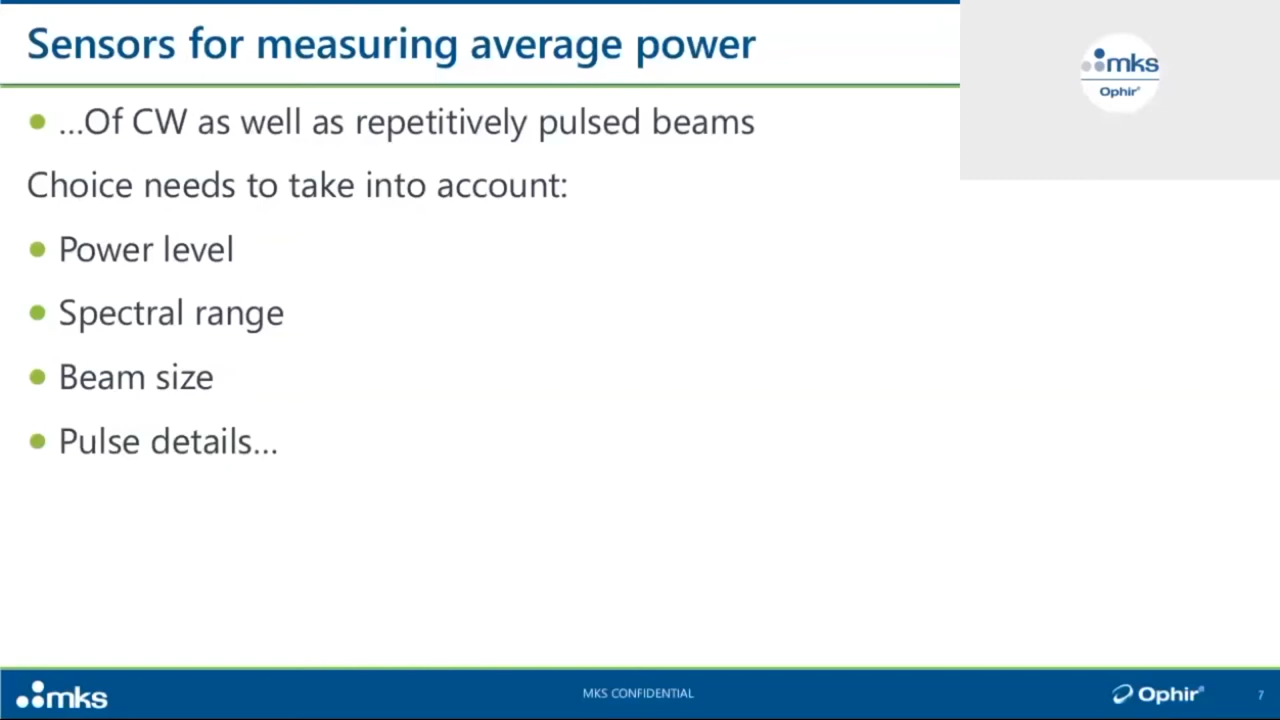 Sensors for measuring average power
mks
Ophir®
...Of CW as well as repetitively pulsed beams
Choice needs to take into account:
Power level
Spectral range
Beam size
Pulse details...
mks
MKS CONFIDENTIAL
Ophir®
7